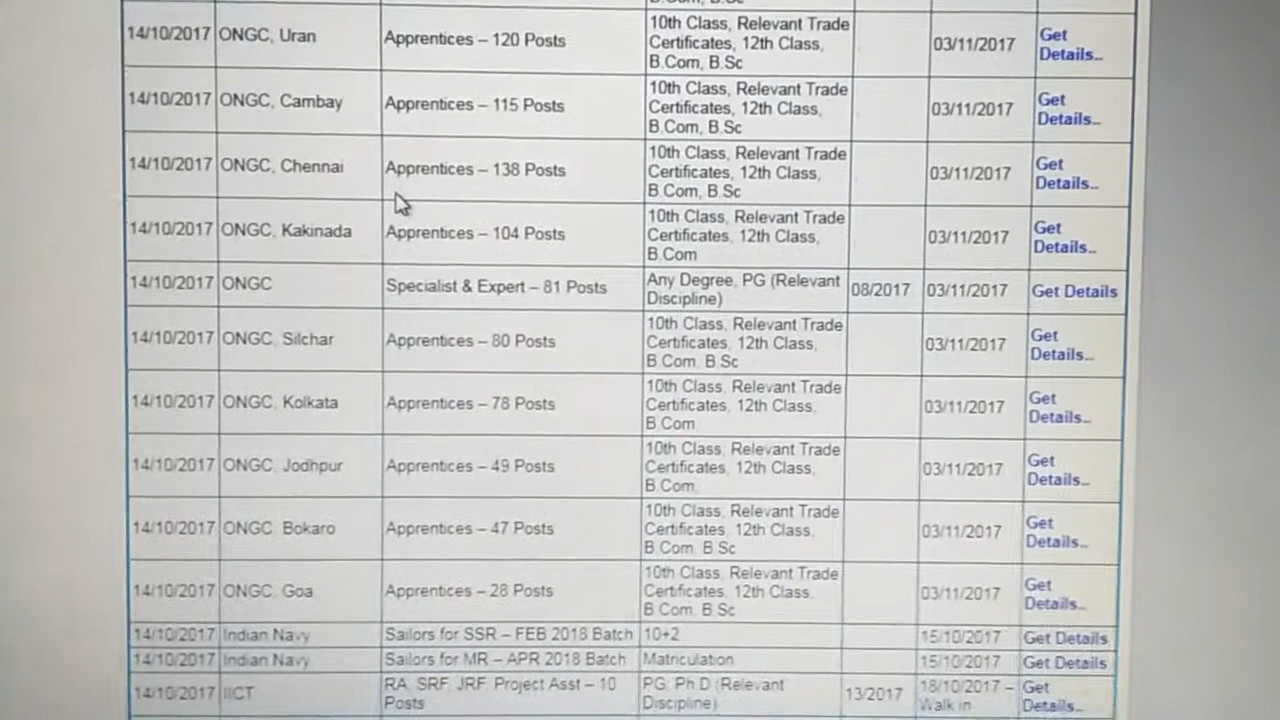 B.Com, B.Sc
14/10/2017 ONGC, Uran Apprentices – 120 Posts 10th Class, Relevant Trade Certificates, 12th Class, B.Com, B.Sc 03/11/2017 Get Details...
14/10/2017 ONGC, Cambay Apprentices – 115 Posts 10th Class, Relevant Trade Certificates, 12th Class, B.Com, B.Sc 03/11/2017 Get Details...
14/10/2017 ONGC, Chennai Apprentices – 138 Posts 10th Class, Relevant Trade Certificates, 12th Class, B.Com, B.Sc 03/11/2017 Get Details...
14/10/2017 ONGC, Kakinada Apprentices – 104 Posts 10th Class, Relevant Trade Certificates, 12th Class, B.Com 03/11/2017 Get Details...
14/10/2017 ONGC Specialist & Expert – 81 Posts Any Degree, PG (Relevant Discipline) 08/2017 03/11/2017 Get Details
14/10/2017 ONGC, Silchar Apprentices – 80 Posts 10th Class, Relevant Trade Certificates, 12th Class, B.Com, B.Sc 03/11/2017 Get Details...
14/10/2017 ONGC, Kolkata Apprentices – 78 Posts 10th Class, Relevant Trade Certificates, 12th Class, B.Com 03/11/2017 Get Details...
14/10/2017 ONGC, Jodhpur Apprentices – 49 Posts 10th Class, Relevant Trade Certificates, 12th Class, B.Com, 03/11/2017 Get Details...
14/10/2017 ONGC, Bokaro Apprentices – 47 Posts 10th Class, Relevant Trade Certificates, 12th Class, B.Com, B.Sc 03/11/2017 Get Details...
14/10/2017 ONGC, Goa Apprentices – 28 Posts 10th Class, Relevant Trade Certificates, 12th Class, B.Com, B.Sc 03/11/2017 Get Details...
14/10/2017 Indian Navy Sailors for SSR – FEB 2018 Batch 10+2 15/10/2017 Get Details
14/10/2017 Indian Navy Sailors for MR – APR 2018 Batch Matriculation 15/10/2017 Get Details
14/10/2017 IICT RA, SRF, JRF, Project Asst – 10 Posts PG, Ph.D (Relevant Discipline) 13/2017 18/10/2017 – Walk in Get Details...